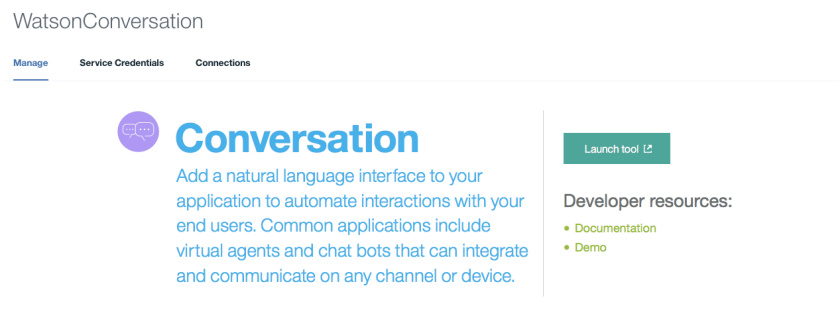 WatsonConversation
Manage Service Credentials Connections
Conversation
Add a natural language interface to your
application to automate interactions with your
end users. Common applications include
virtual agents and chat bots that can integrate
and communicate on any channel or device.
Launch tool
Developer resources:
Documentation
Demo